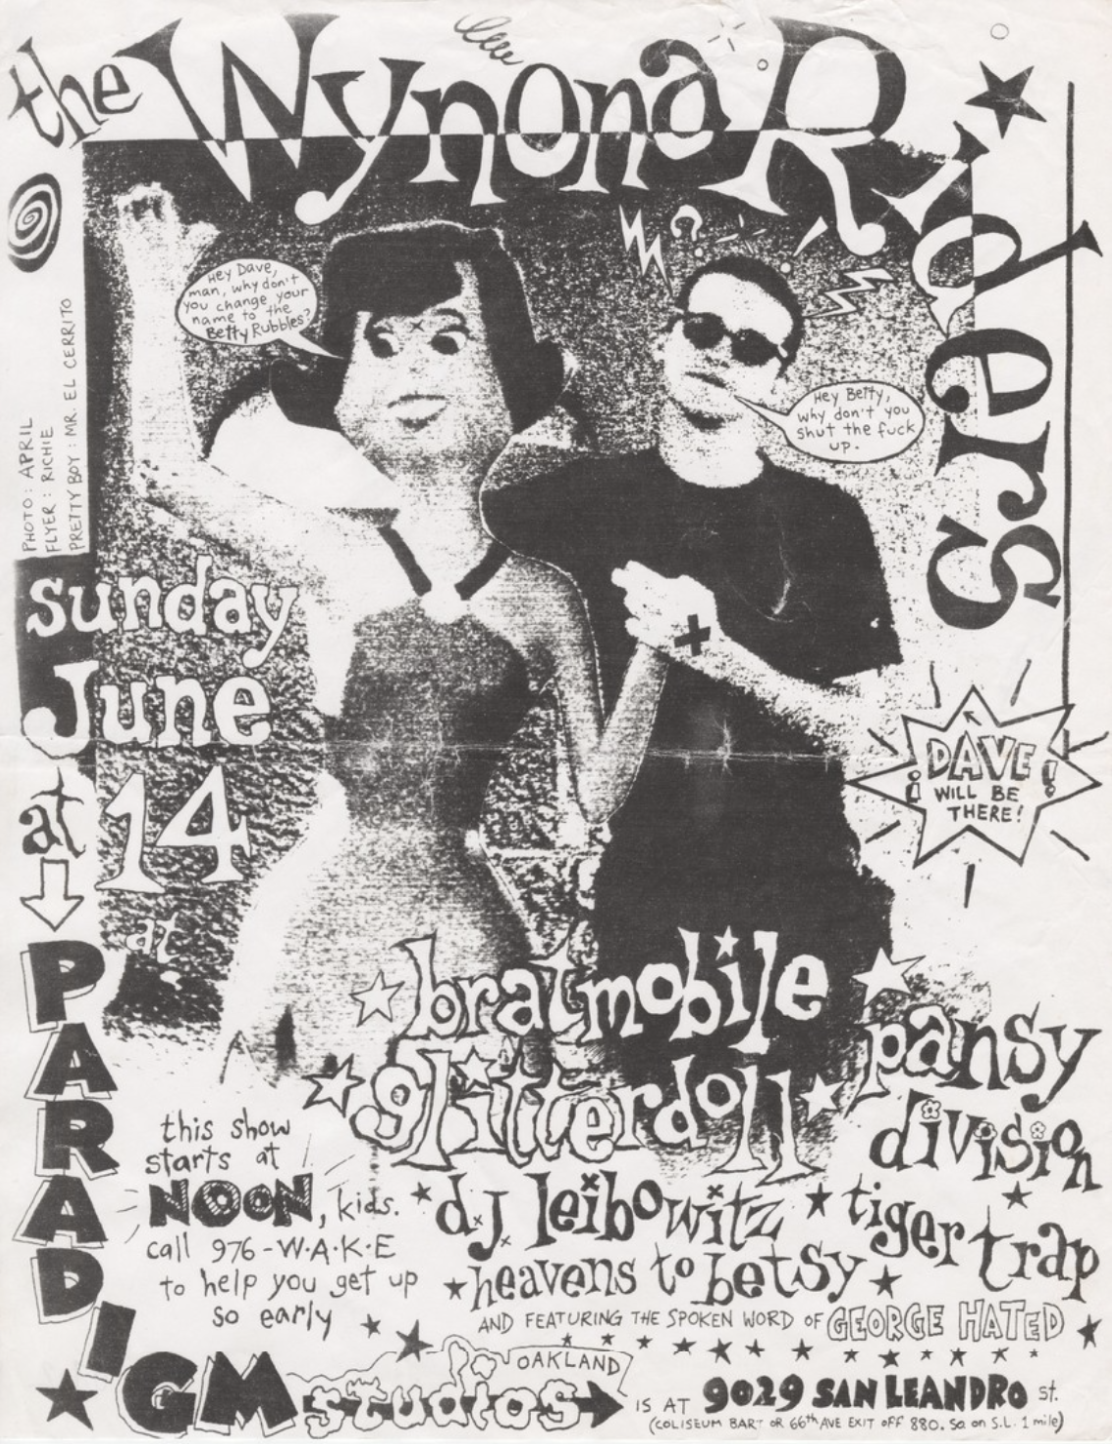 the Wynona Riders
Hey Dave,
man, why don't
you change your
name to the
Betty Rubbles?
Hey Betty,
why don't you
shut the fuck
up.
PHOTO: APRIL
FLYER: RICHIE
PRETTY BOY: MR. EL CERRITO
sunday
June
14
at
at
PARADIGM
studios
OAKLAND
¡DAVE!
WILL BE
THERE!
bratmobile
glitterdoll
pansy
division
d.j. leibowitz
tiger trap
heavens to betsy
AND FEATURING THE SPOKEN WORD OF GEORGE HATED
this show
starts at
NOON, kids.
call 976-W·A·K·E
to help you get up
so early
IS AT 9029 SAN LEANDRO st.
(COLISEUM BART OR 66th AVE EXIT OFF 880. So on S.L. 1 mile)